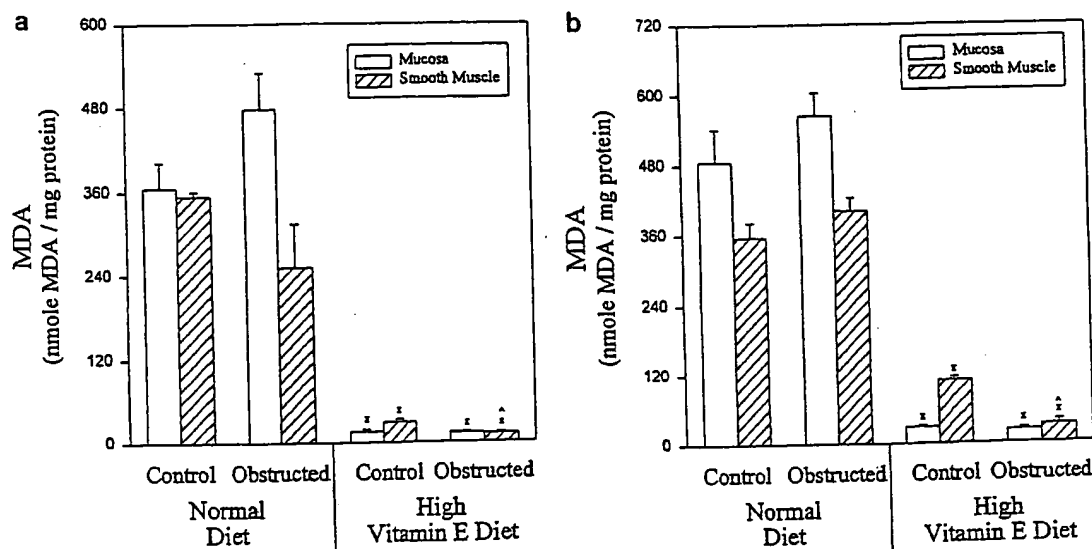 a
600
480
360
240
120
0
MDA
(nmole MDA / mg protein)
Mucosa
Smooth Muscle
x
x
x
^
x
Control Obstructed Control Obstructed
Normal
Diet
High
Vitamin E Diet
b
720
600
480
360
240
120
0
MDA
(nmole MDA / mg protein)
Mucosa
Smooth Muscle
x
x
x
^
x
Control Obstructed Control Obstructed
Normal
Diet
High
Vitamin E Diet